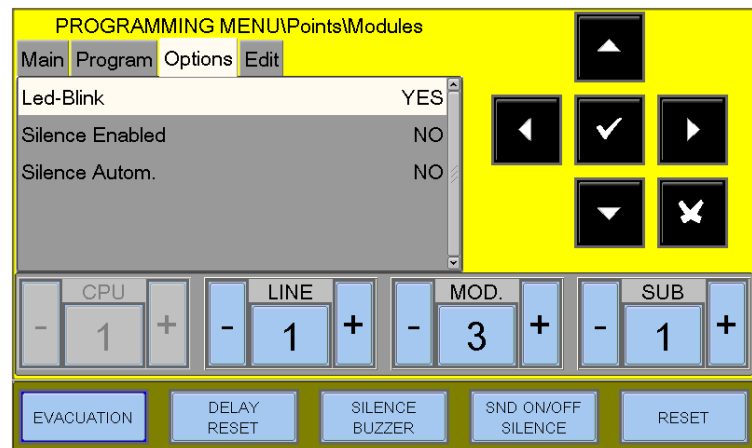 PROGRAMMING MENU\Points\Modules
Main Program Options Edit
Led-Blink YES
Silence Enabled NO
Silence Autom. NO
CPU LINE MOD. SUB
- 1 + - 1 + - 3 + - 1 +
EVACUATION
DELAY RESET
SILENCE BUZZER
SND ON/OFF SILENCE
RESET